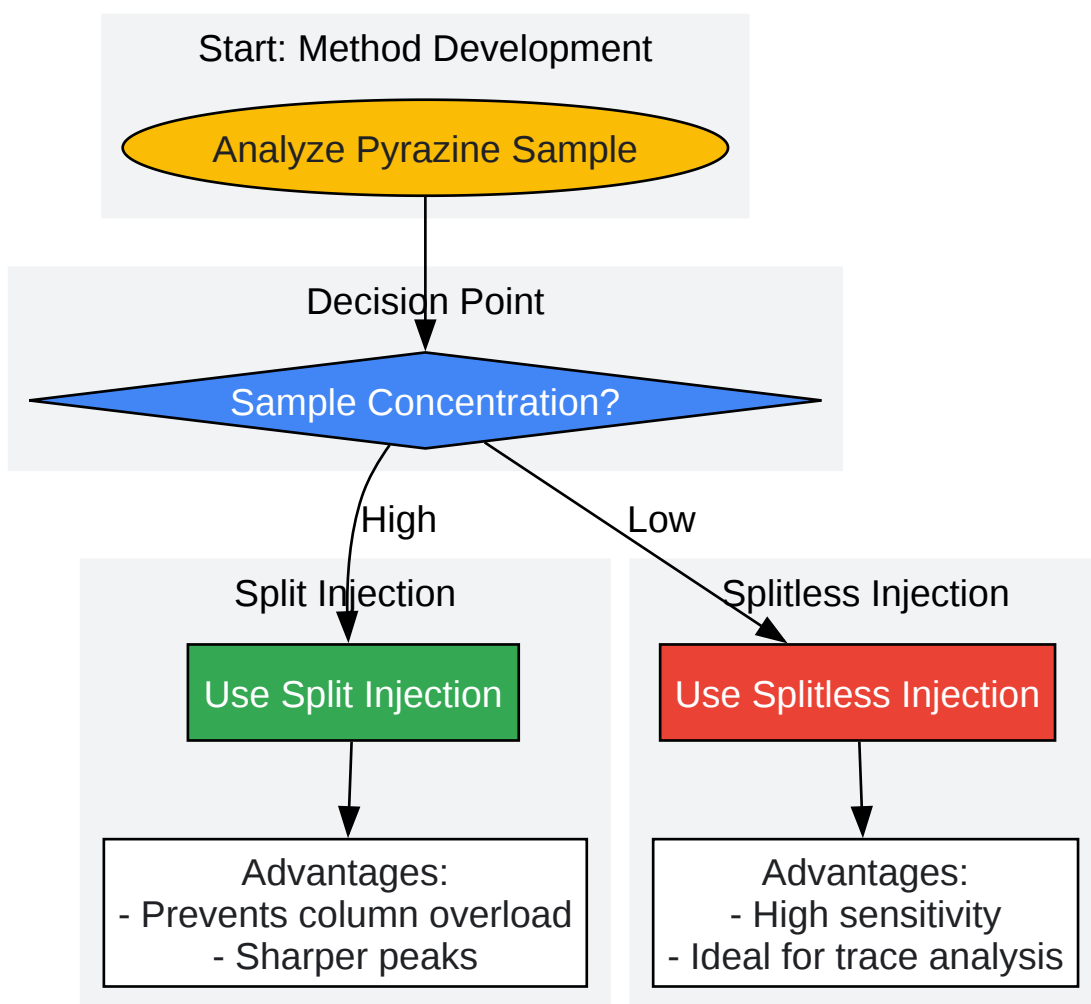 Start: Method Development
Analyze Pyrazine Sample
Decision Point
Sample Concentration?
High
Low
Split Injection
Use Split Injection
Advantages:
- Prevents column overload
- Sharper peaks
Splitless Injection
Use Splitless Injection
Advantages:
- High sensitivity
- Ideal for trace analysis